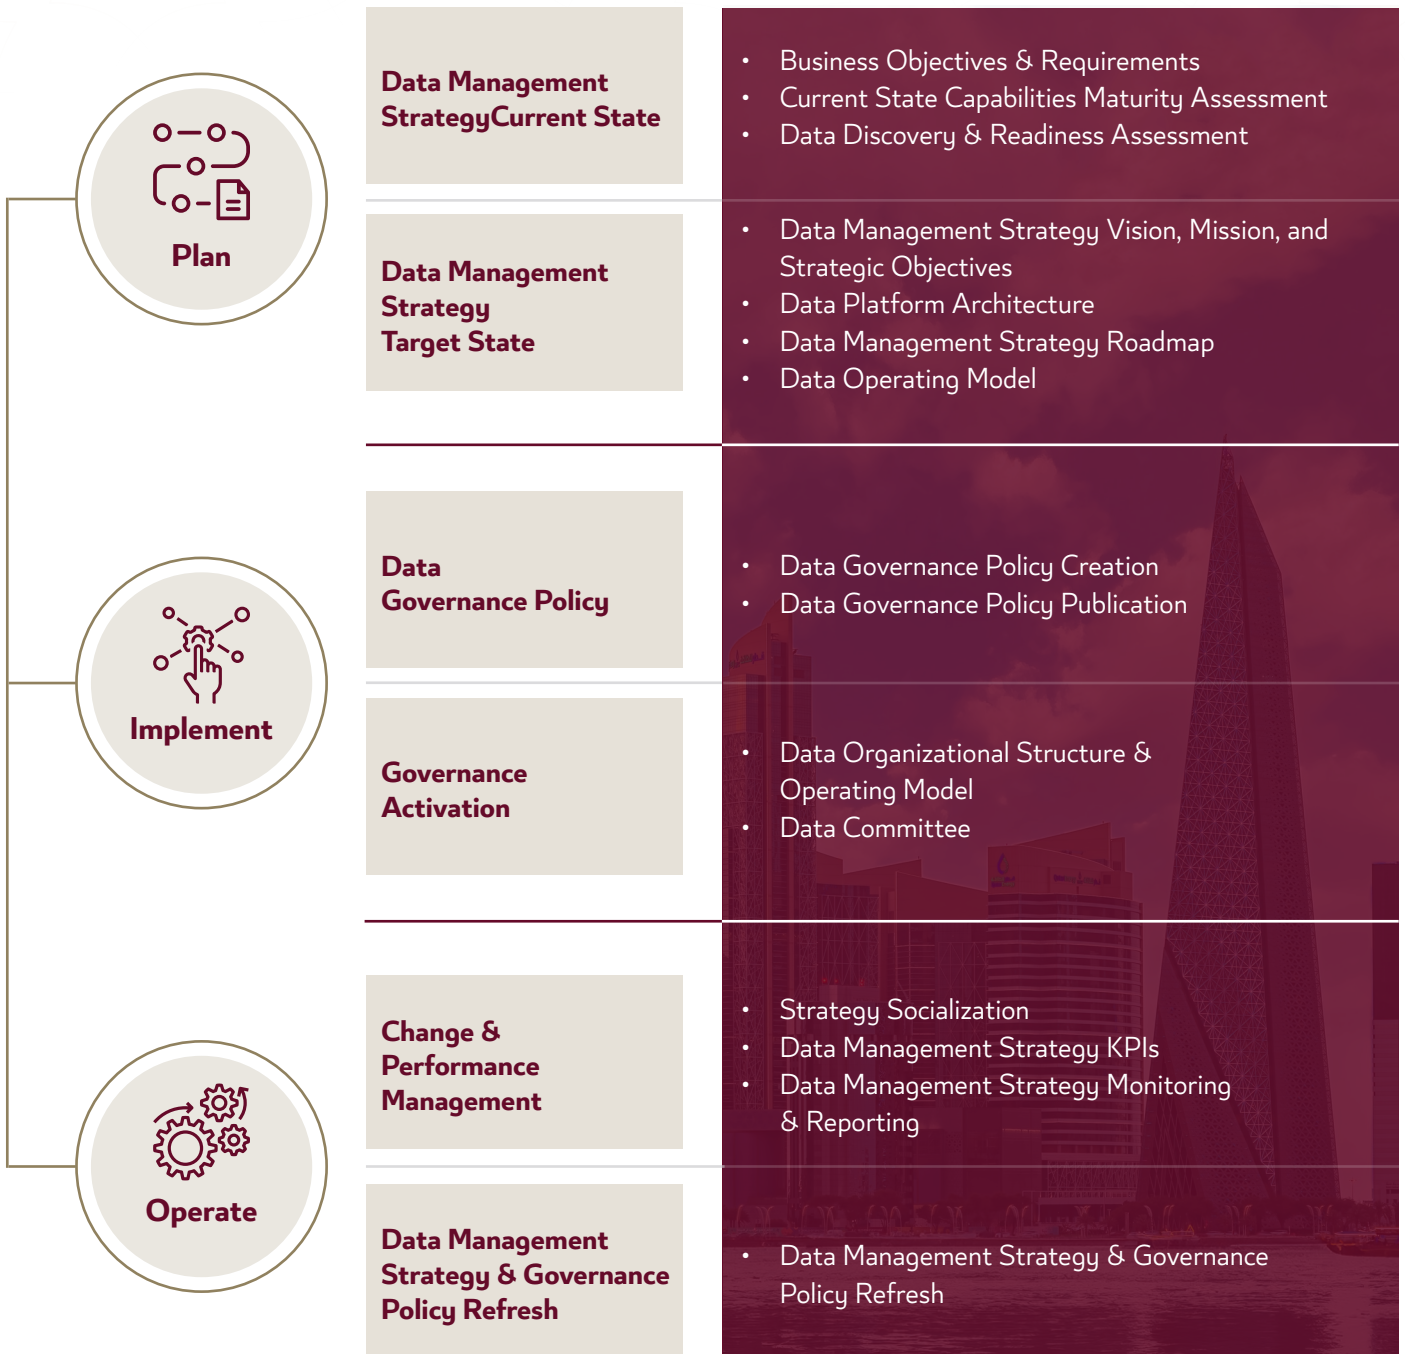 Plan
Data Management
StrategyCurrent State
• Business Objectives & Requirements
• Current State Capabilities Maturity Assessment
• Data Discovery & Readiness Assessment
Data Management
Strategy
Target State
• Data Management Strategy Vision, Mission, and
Strategic Objectives
• Data Platform Architecture
• Data Management Strategy Roadmap
• Data Operating Model
Implement
Data
Governance Policy
• Data Governance Policy Creation
• Data Governance Policy Publication
Governance
Activation
• Data Organizational Structure &
Operating Model
• Data Committee
Operate
Change &
Performance
Management
• Strategy Socialization
• Data Management Strategy KPIs
• Data Management Strategy Monitoring
& Reporting
Data Management
Strategy & Governance
Policy Refresh
• Data Management Strategy & Governance
Policy Refresh